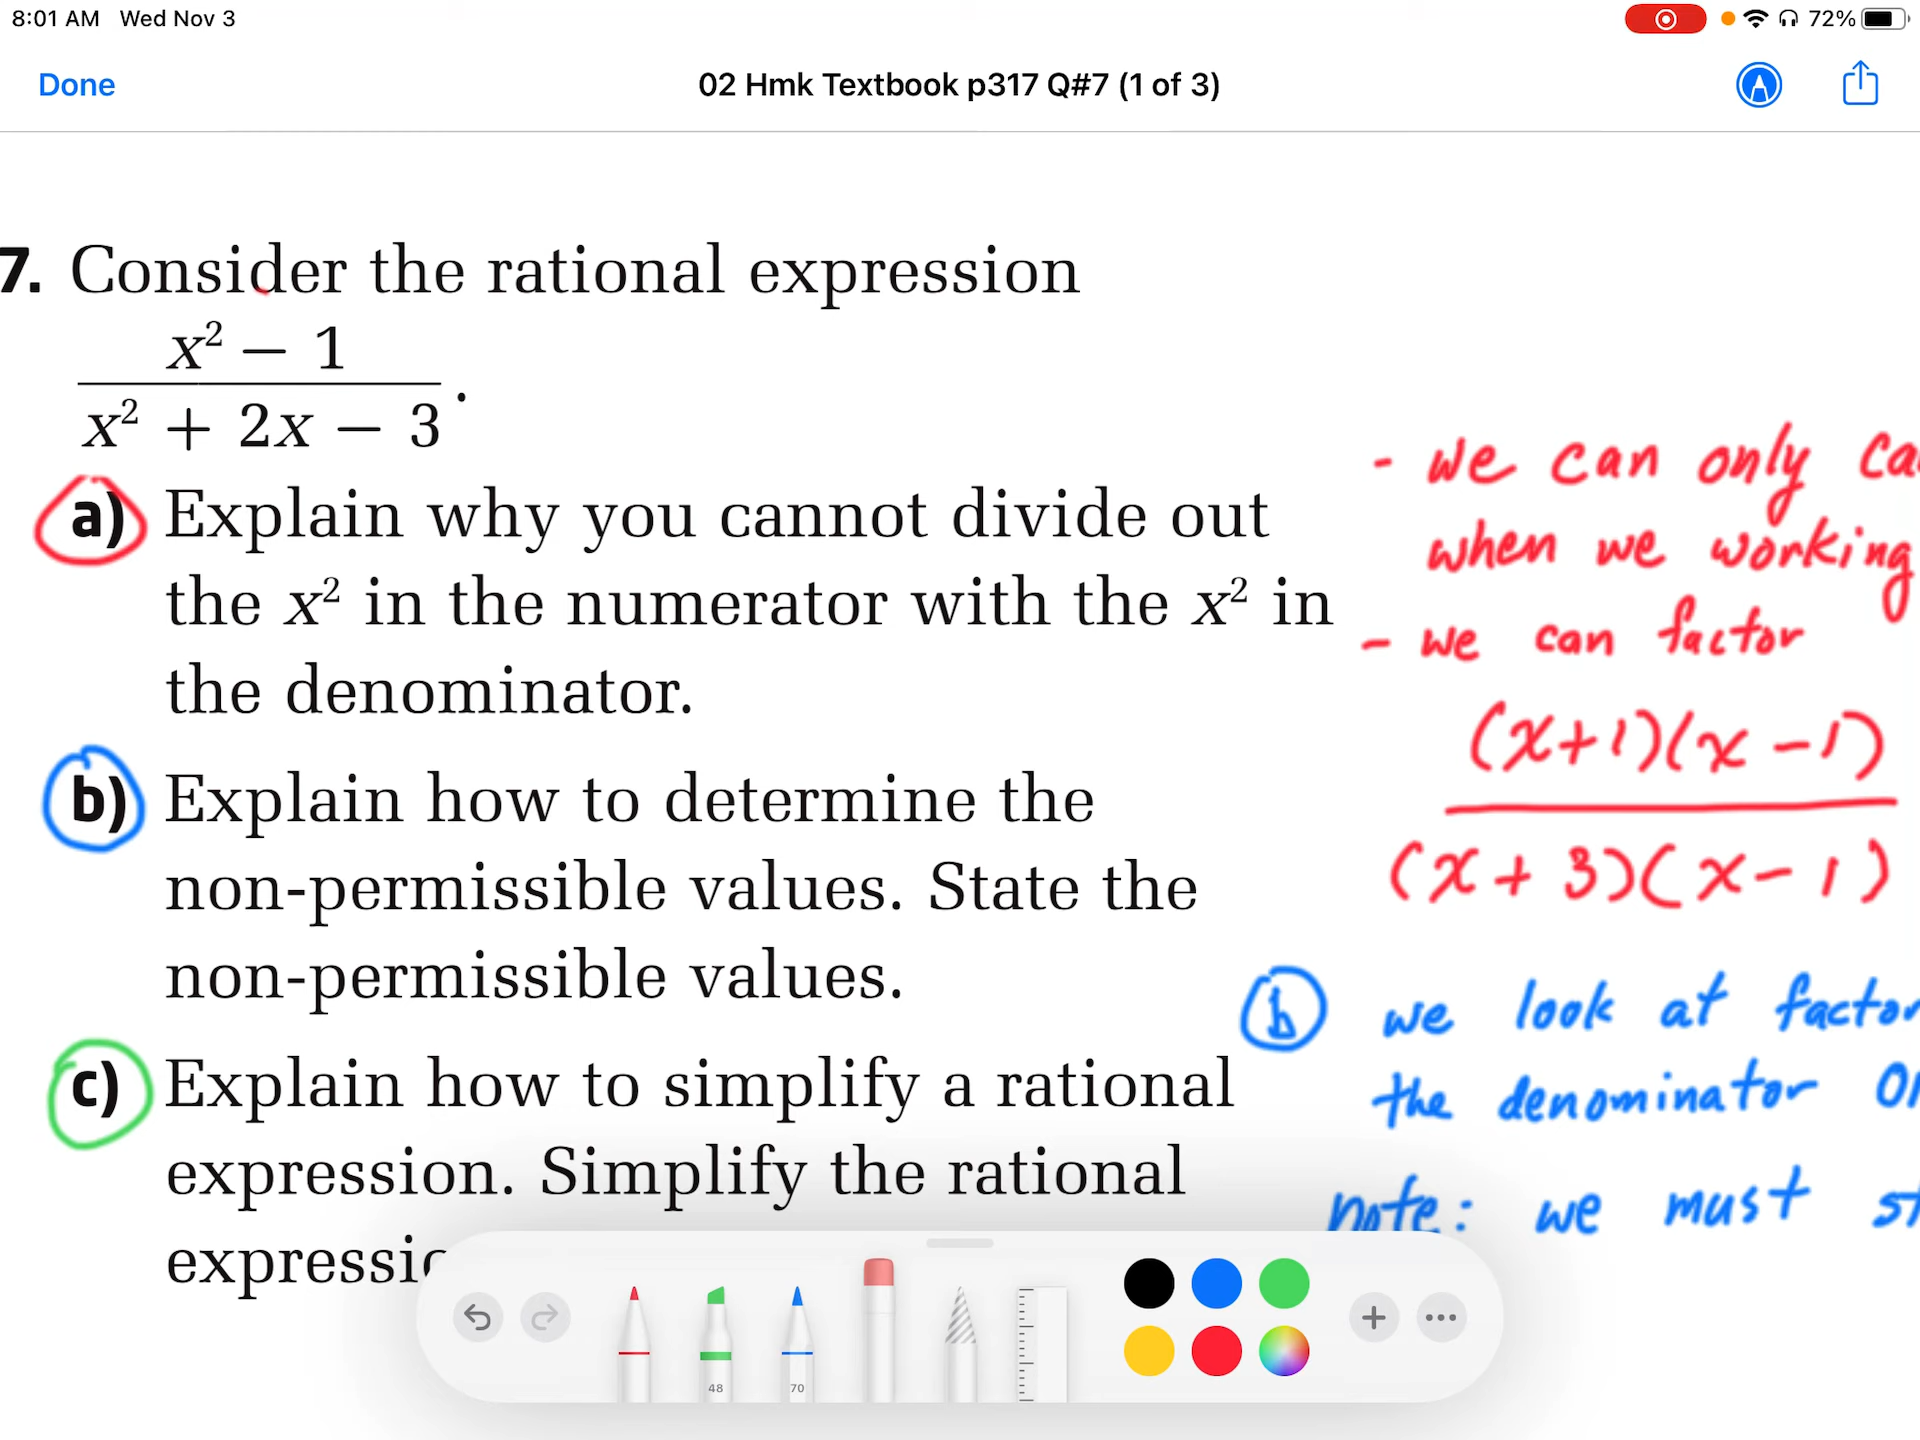 8:01 AM Wed Nov 3
72%
Done
02 Hmk Textbook p317 Q#7 (1 of 3)
7. Consider the rational expression
x² − 1
x² + 2x − 3 .
a) Explain why you cannot divide out
the x² in the numerator with the x² in
the denominator.
b) Explain how to determine the
non-permissible values. State the
non-permissible values.
c) Explain how to simplify a rational
expression. Simplify the rational
- we can only
when we working
- we can factor
(x+1)(x-1)
(x+3)(x-1)
b we look at factor
the denominator
note: we must
48
70